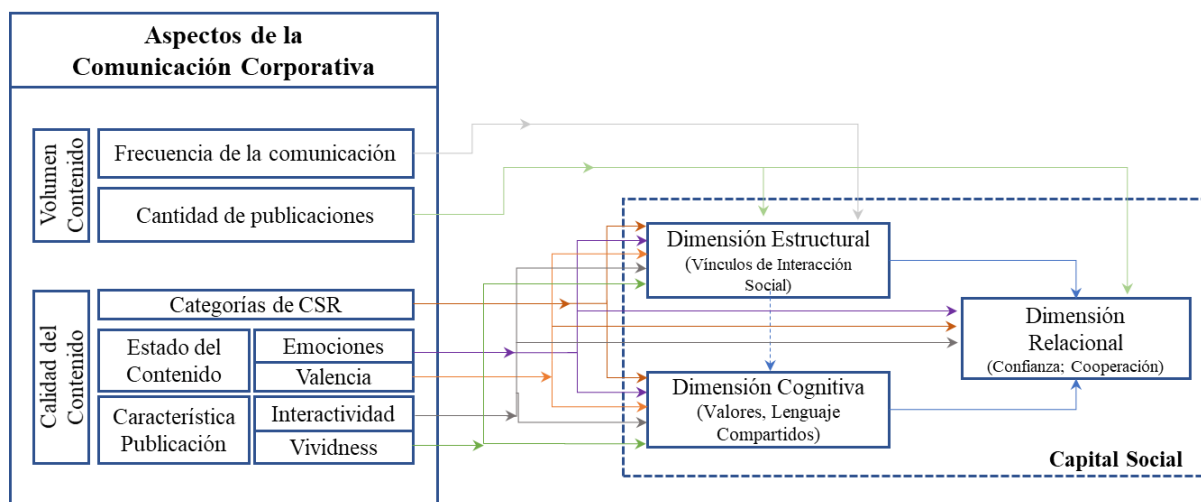 Aspectos de la
Comunicación Corporativa
Volumen
Contenido
Frecuencia de la comunicación
Cantidad de publicaciones
Calidad del
Contenido
Categorías de CSR
Estado del
Contenido
Emociones
Valencia
Característica
Publicación
Interactividad
Vividness
Dimensión Estructural
(Vínculos de Interacción
Social)
Dimensión Cognitiva
(Valores, Lenguaje
Compartidos)
Dimensión
Relacional
(Confianza; Cooperación)
Capital Social